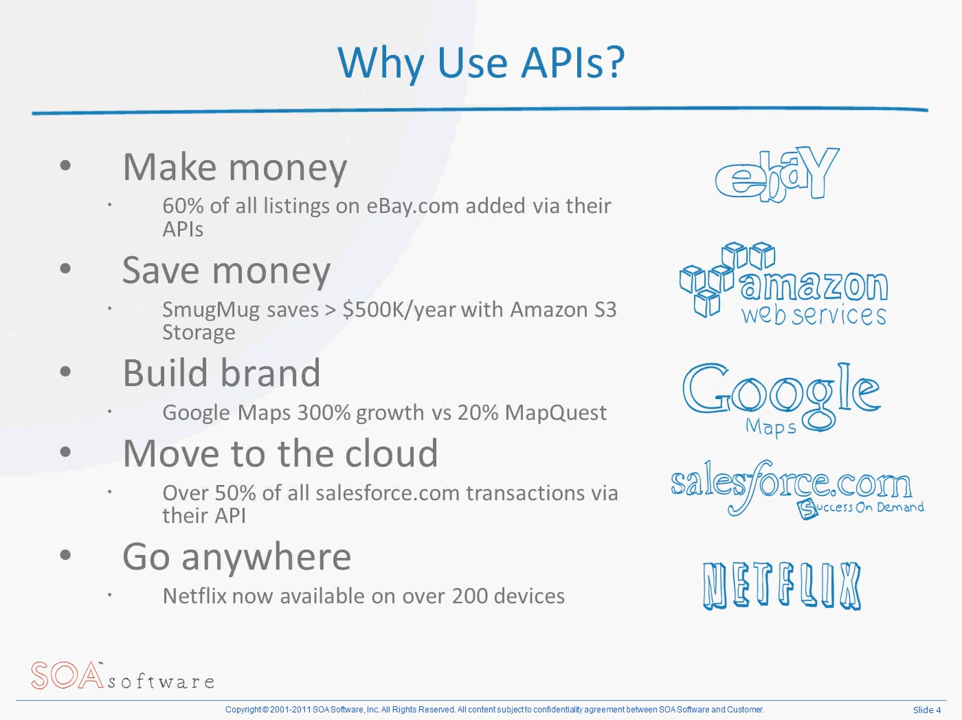 Why Use APIs?
• Make money
· 60% of all listings on eBay.com added via their
APIs
• Save money
· SmugMug saves > $500K/year with Amazon S3
Storage
• Build brand
· Google Maps 300% growth vs 20% MapQuest
• Move to the cloud
· Over 50% of all salesforce.com transactions via
their API
• Go anywhere
· Netflix now available on over 200 devices
ebaY
amazon
web services
Google
Maps
salesforce.com
Success On Demand
NETFLIX
SOA™ software
Copyright © 2001-2011 SOA Software, Inc. All Rights Reserved. All content subject to confidentiality agreement between SOA Software and Customer.
Slide 4